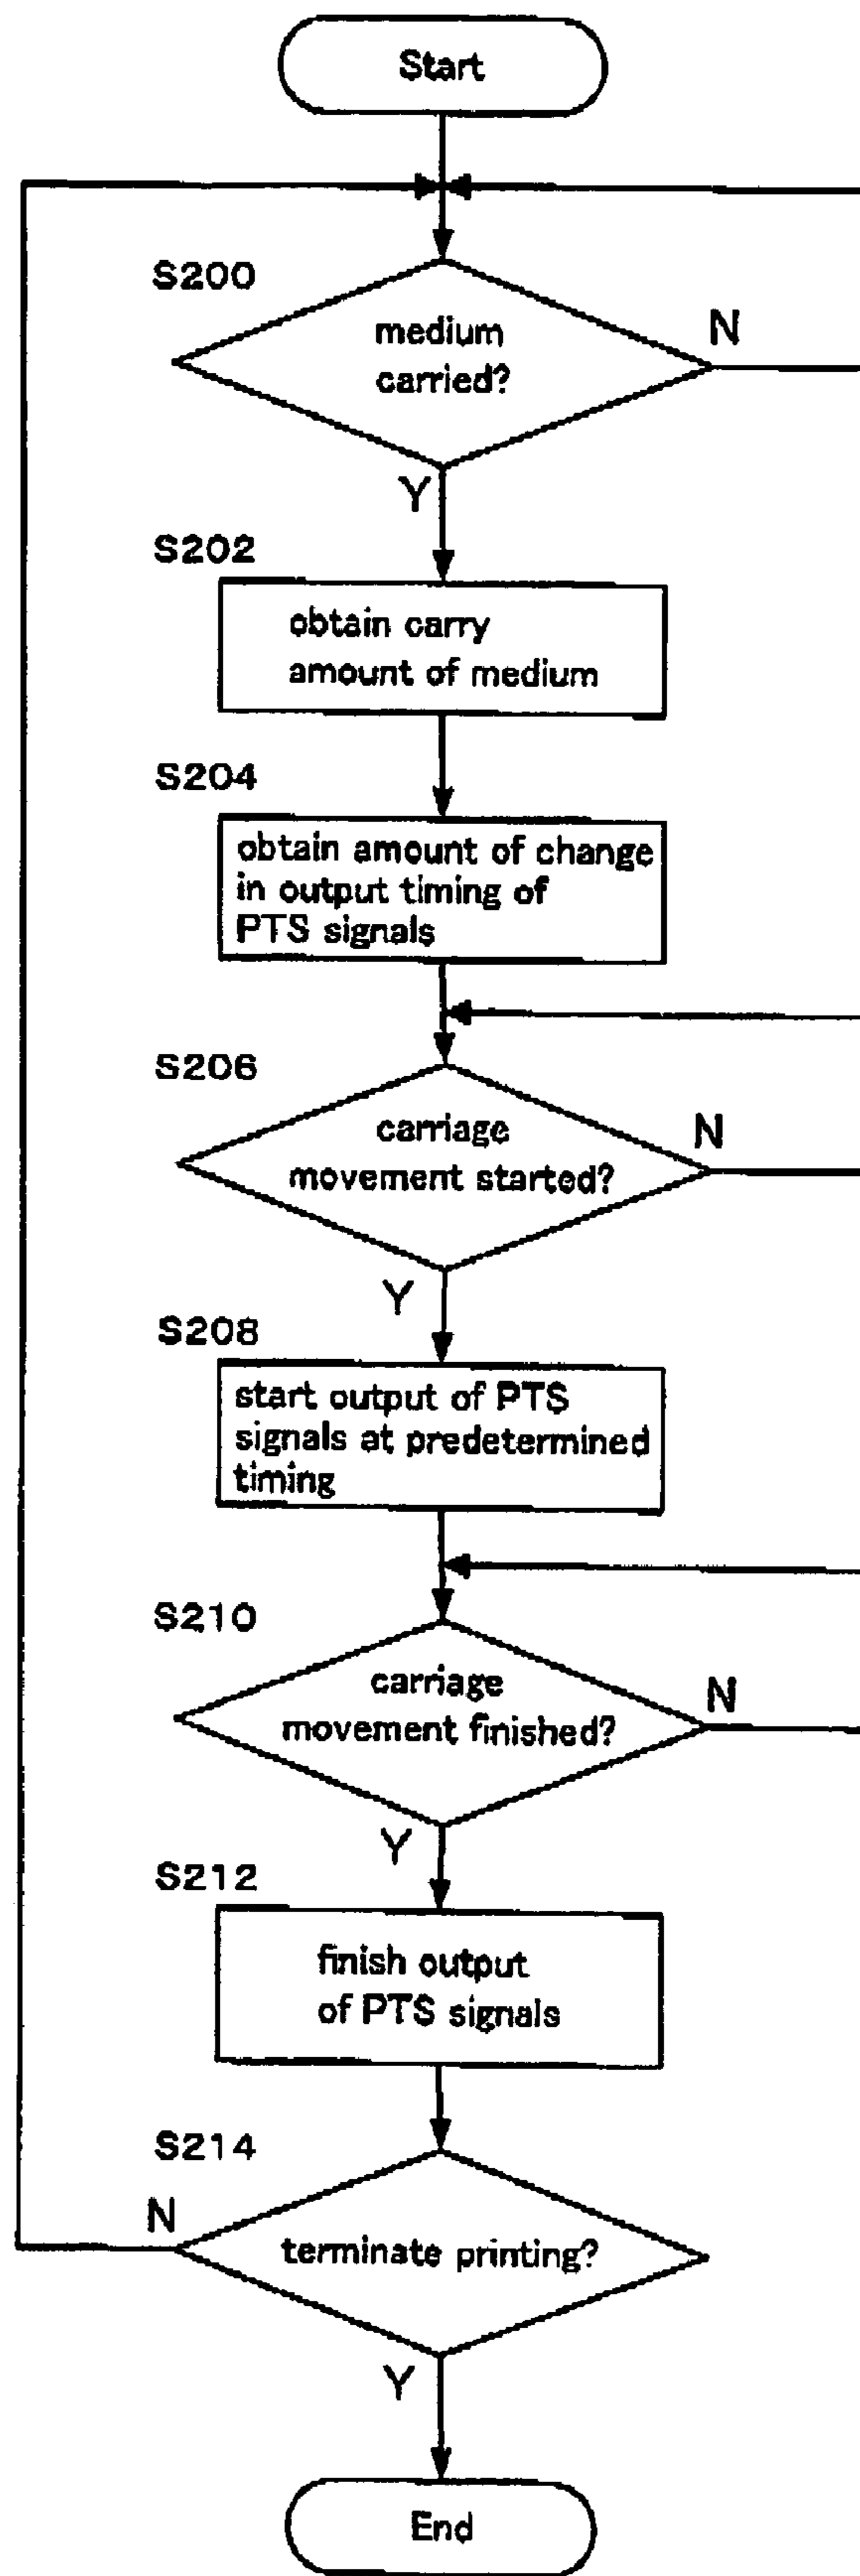 Start
S200
medium
carried?
N
Y
S202
obtain carry
amount of medium
S204
obtain amount of change
in output timing of
PTS signals
S206
carriage
movement started?
N
Y
S208
start output of PTS
signals at predetermined
timing
S210
carriage
movement finished?
N
Y
S212
finish output
of PTS signals
S214
N
terminate printing?
Y
End